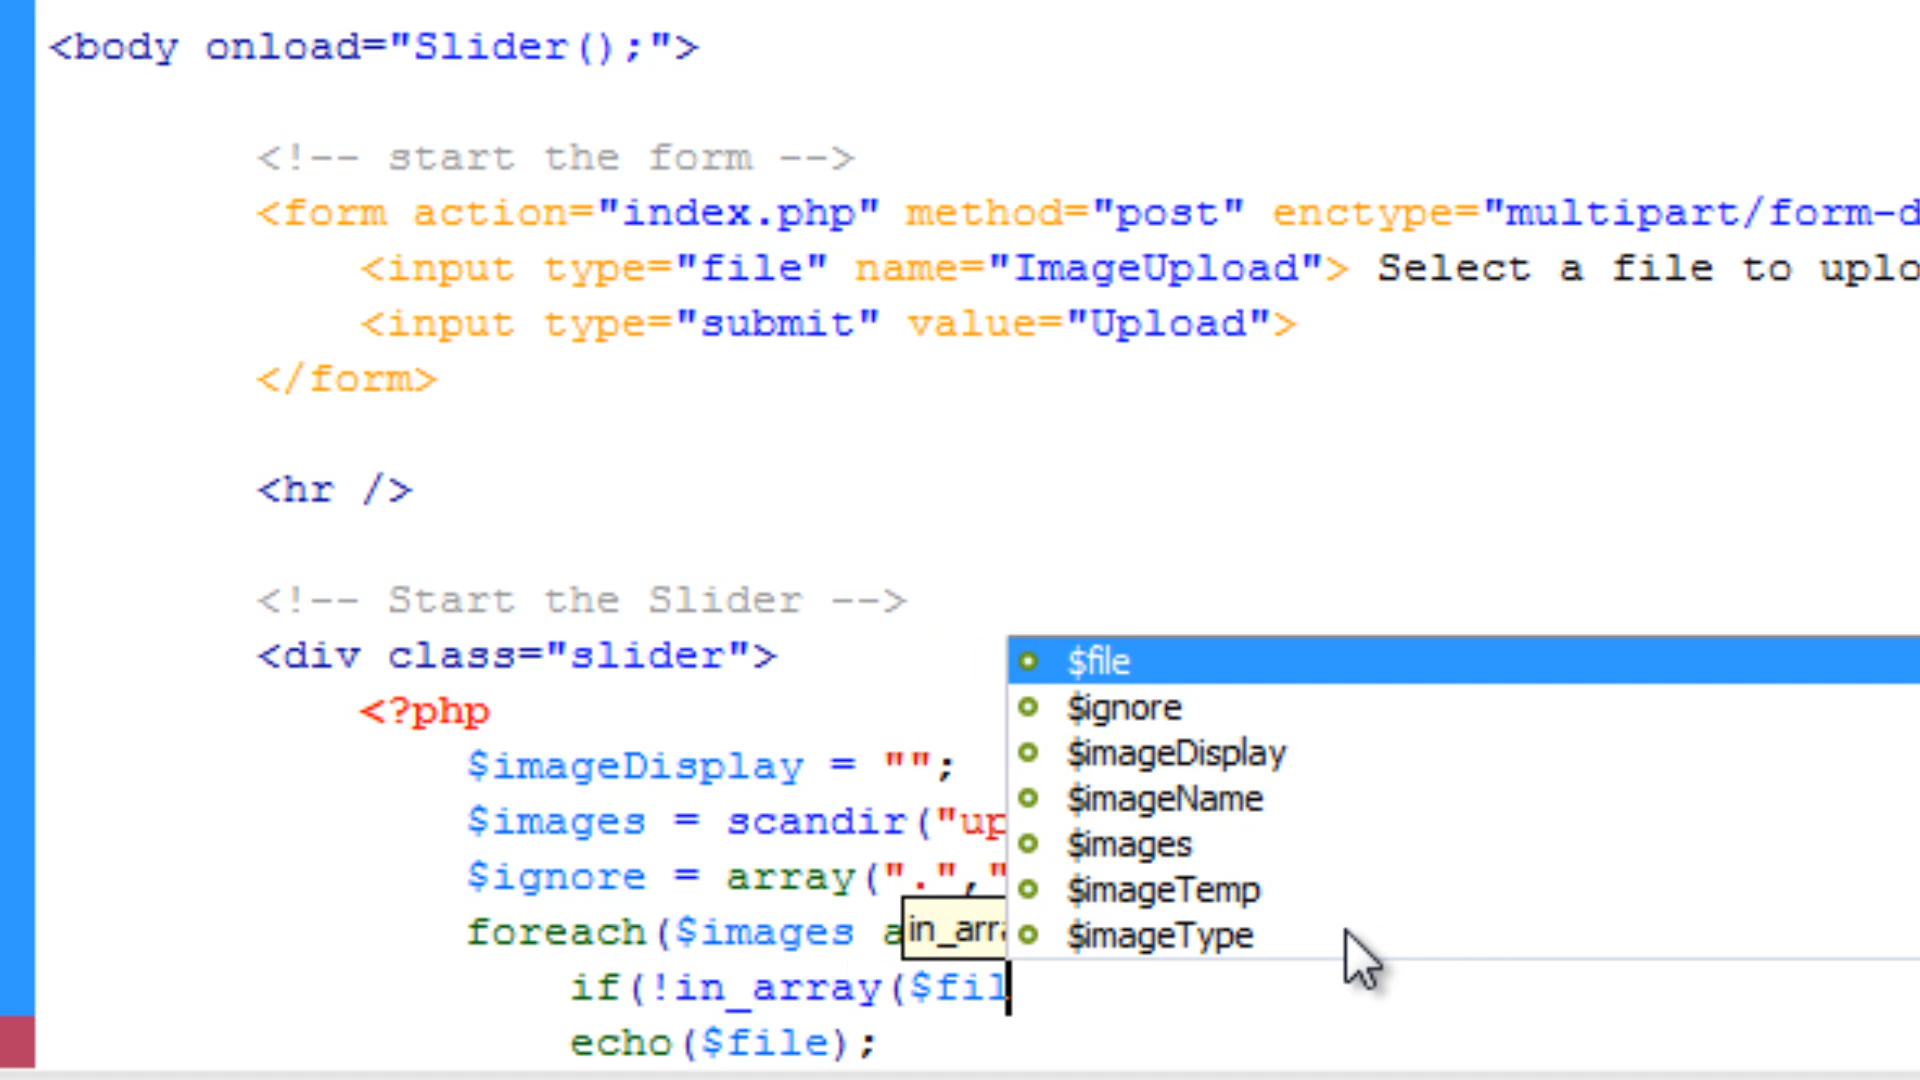 <body onload="Slider();">
<!-- start the form -->
<form action="index.php" method="post" enctype="multipart/form-d
<input type="file" name="ImageUpload"> Select a file to uplo
<input type="submit" value="Upload">
</form>
<hr />
<!-- Start the Slider -->
<div class="slider">
<?php
$imageDisplay = "";
$images = scandir("up
$ignore = array(".","
foreach($images a
if(!in_array($fil
echo($file);
in_arra
$file
$ignore
$imageDisplay
$imageName
$images
$imageTemp
$imageType